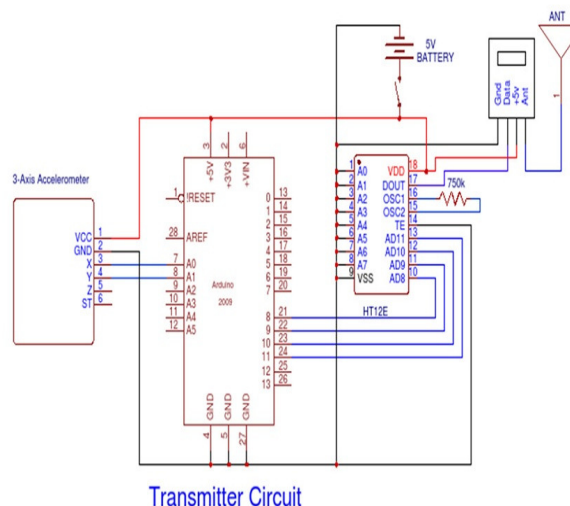 ANT
5V
BATTERY
Gnd
Data
+5v
Ant
1
3-Axis Accelerometer
VCC 1
GND 2
X 3
Y 4
Z 5
ST 6
3 2 6
+5V +3V3 +VIN
1 !RESET
28 AREF
7 A0
8 A1
9 A2
10 A3
11 A4
12 A5
Arduino
2009
0 13
1 14
2 15
3 16
4 17
5 18
6 19
7 20
8 21
9 22
10 23
11 24
12 25
13 26
GND GND GND
4 5 27
1 A0 VDD 18
2 A1 DOUT 17
3 A2 OSC1 16
4 A3 OSC2 15
5 A4 TE 14
6 A5 AD11 13
7 A6 AD10 12
8 A7 AD9 11
9 VSS AD8 10
HT12E
750k
Transmitter Circuit